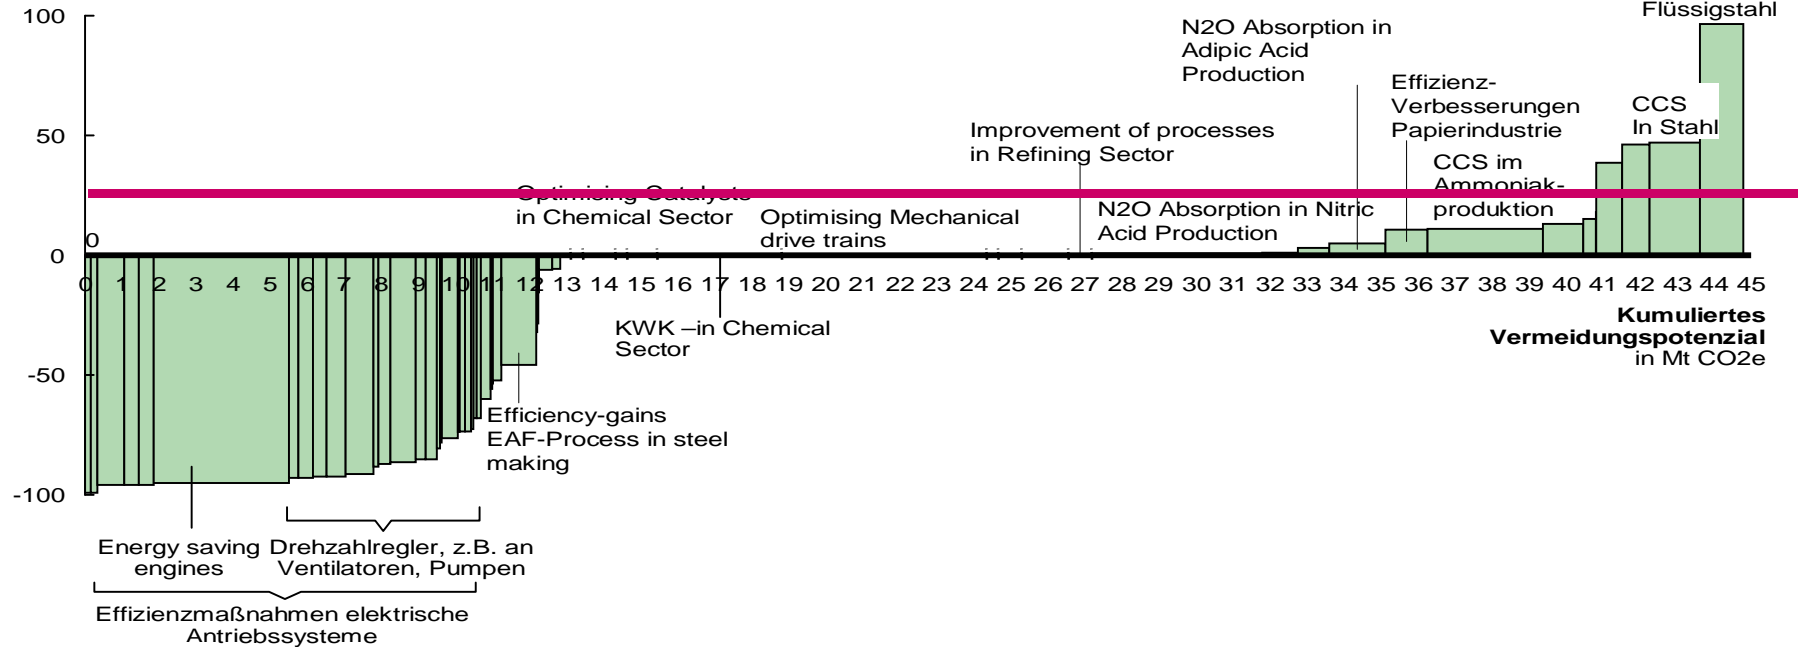 100
50
0
-50
-100
0
Flüssigstahl
N2O Absorption in
Adipic Acid
Production
Effizienz-
Verbesserungen
Papierindustrie
CCS
In Stahl
Improvement of processes
in Refining Sector
CCS im
Ammoniak-
produktion
Optimising Catalysts
in Chemical Sector
Optimising Mechanical
drive trains
N2O Absorption in Nitric
Acid Production
0 1 2 3 4 5 6 7 8 9 10 11 12 13 14 15 16 17 18 19 20 21 22 23 24 25 26 27 28 29 30 31 32 33 34 35 36 37 38 39 40 41 42 43 44 45
Kumuliertes
Vermeidungspotenzial
in Mt CO2e
KWK –in Chemical
Sector
Efficiency-gains
EAF-Process in steel
making
Energy saving
engines
Drehzahlregler, z.B. an
Ventilatoren, Pumpen
Effizienzmaßnahmen elektrische
Antriebssysteme